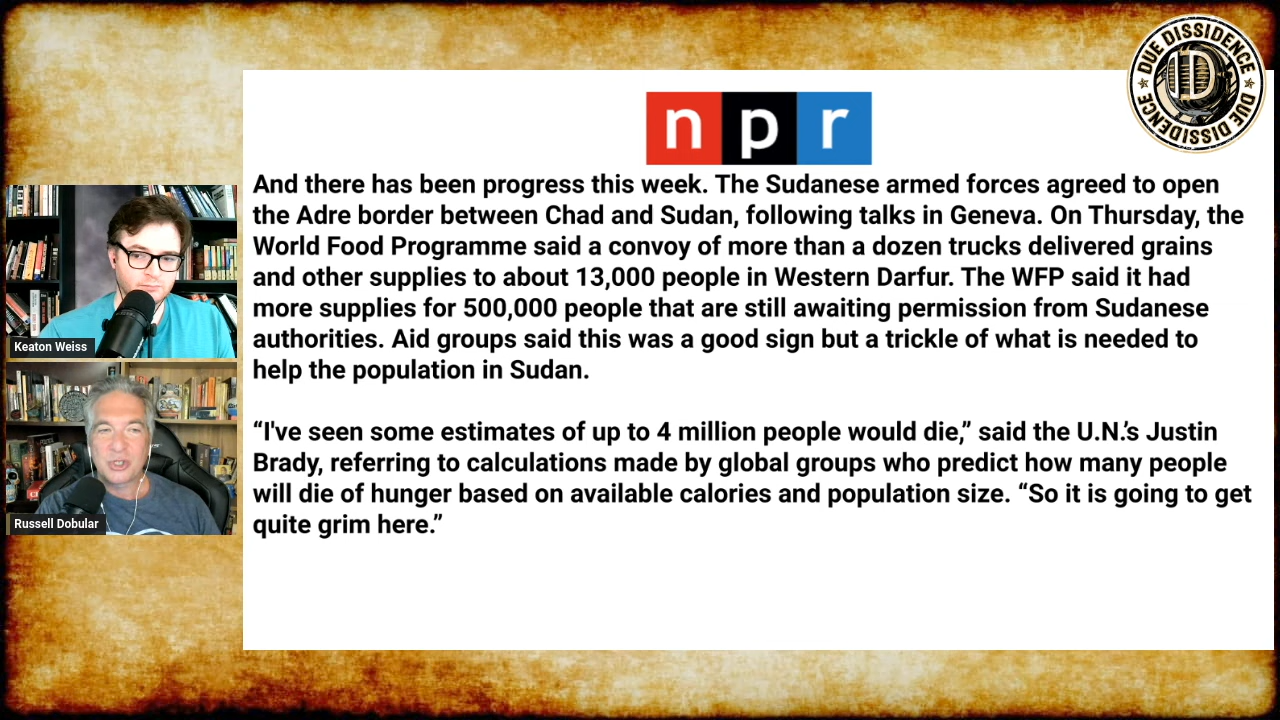 DUE DISSIDENCE
DUE DISSIDENCE
D
npr
And there has been progress this week. The Sudanese armed forces agreed to open
the Adre border between Chad and Sudan, following talks in Geneva. On Thursday, the
World Food Programme said a convoy of more than a dozen trucks delivered grains
and other supplies to about 13,000 people in Western Darfur. The WFP said it had
more supplies for 500,000 people that are still awaiting permission from Sudanese
authorities. Aid groups said this was a good sign but a trickle of what is needed to
help the population in Sudan.
“I've seen some estimates of up to 4 million people would die,” said the U.N.’s Justin
Brady, referring to calculations made by global groups who predict how many people
will die of hunger based on available calories and population size. “So it is going to get
quite grim here.”
Keaton Weiss
Russell Dobular